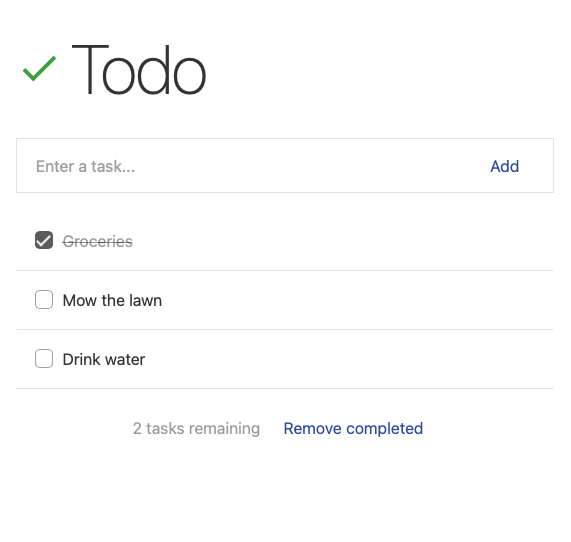 Todo
Enter a task... Add
Groceries
Mow the lawn
Drink water
2 tasks remaining Remove completed